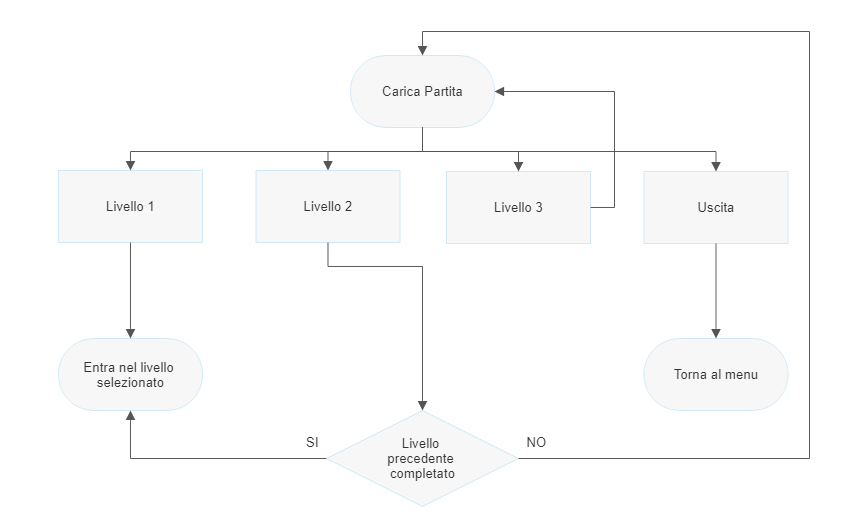 Carica Partita
Livello 1
Livello 2
Livello 3
Uscita
Entra nel livello
selezionato
Torna al menu
SI
Livello
precedente
completato
NO